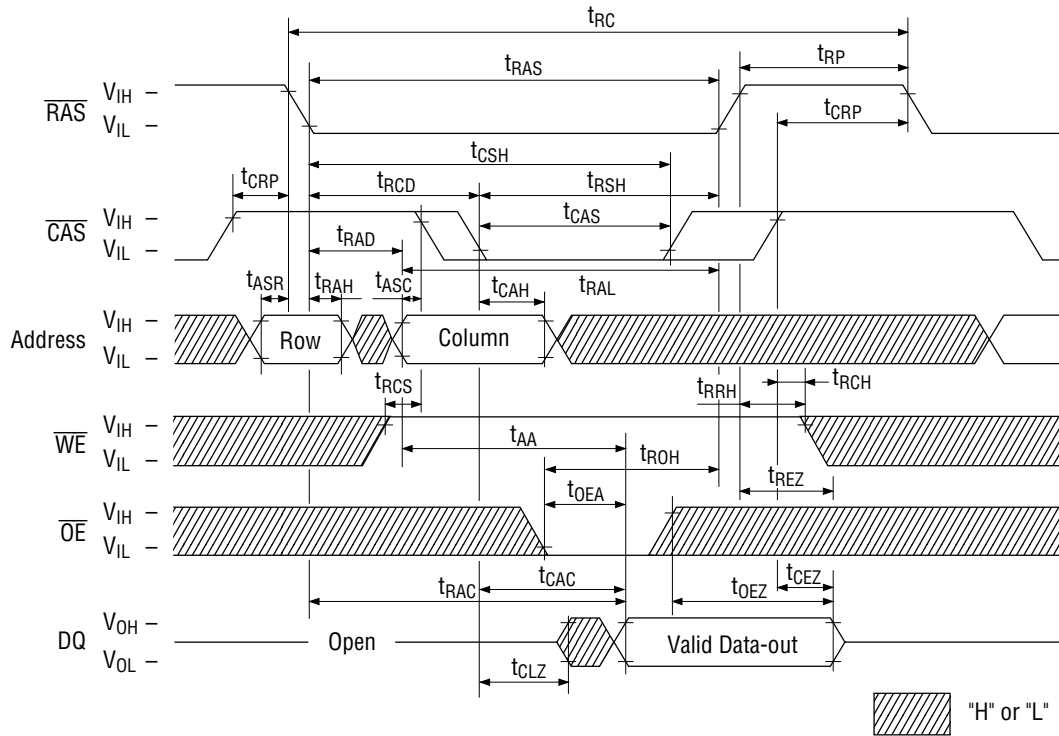 tRC
tRAS
tRP
RAS
VIH –
VIL –
tCRP
tCSH
tCRP
tRCD
tRSH
CAS
VIH –
VIL –
tCAS
tRAD
tASR
tRAH
tASC
tCAH
tRAL
Address
VIH –
VIL –
Row
Column
tRCS
tRRH
tRCH
WE
VIH –
VIL –
tAA
tROH
tREZ
tOEA
OE
VIH –
VIL –
tCAC
tCEZ
tRAC
tOEZ
DQ
VOH –
VOL –
Open
Valid Data-out
tCLZ
"H" or "L"